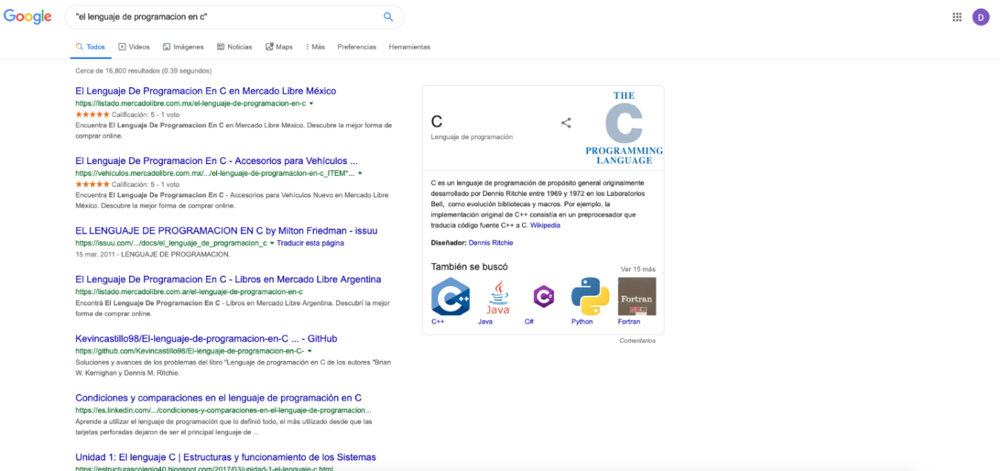 Google
"el lenguaje de programacion en c"
D
Todos Videos Imágenes Noticias Maps Más Preferencias Herramientas
Cerca de 16,800 resultados (0.39 segundos)
El Lenguaje De Programacion En C en Mercado Libre México
https://listado.mercadolibre.com.mx/el-lenguaje-de-programacion-en-c
Calificación: 5 - 1 voto
Encuentra El Lenguaje De Programacion En C en Mercado Libre México. Descubre la mejor forma de
comprar online.
El Lenguaje De Programacion En C - Accesorios para Vehículos ...
https://vehiculos.mercadolibre.com.mx/.../el-lenguaje-de-programacion-en-c_ITEM*...
Calificación: 5 - 1 voto
Encuentra El Lenguaje De Programacion En C - Accesorios para Vehículos Nuevo en Mercado Libre
México. Descubre la mejor forma de comprar online.
EL LENGUAJE DE PROGRAMACION EN C by Milton Friedman - issuu
https://issuu.com/.../docs/el_lenguaje_de_programacion_c Traducir esta página
15 mar. 2011 - LENGUAJE DE PROGRAMACION.
El Lenguaje De Programacion En C - Libros en Mercado Libre Argentina
https://listado.mercadolibre.com.ar/el-lenguaje-de-programacion-en-c
Encontrá El Lenguaje De Programacion En C - Libros en Mercado Libre Argentina. Descubrí la mejor
forma de comprar online.
Kevincastillo98/El-lenguaje-de-programacion-en-C ... - GitHub
https://github.com/Kevincastillo98/El-lenguaje-de-programacion-en-C-
Soluciones y avances de los problemas del libro "Lenguaje de programación en C de los autores "Brian
W. Kernighan y Dennis M. Ritchie.
Condiciones y comparaciones en el lenguaje de programación en C
https://es.linkedin.com/.../condiciones-y-comparaciones-en-el-lenguaje-de-programacion...
Aprende a utilizar el lenguaje de programación que lo definió todo, el más utilizado desde que las
tarjetas perforadas dejaron de ser el principal lenguaje de ...
Unidad 1: El lenguaje C | Estructuras y funcionamiento de los Sistemas
https://estructurascolegio40.blogspot.com/2017/03/unidad-1-el-lenguaje-c.html
C
Lenguaje de programación
THE
C
PROGRAMMING
LANGUAGE
C es un lenguaje de programación de propósito general originalmente
desarrollado por Dennis Ritchie entre 1969 y 1972 en los Laboratorios
Bell, como evolución bibliotecas y macros. Por ejemplo, la
implementación original de C++ consistía en un preprocesador que
traducía código fuente C++ a C. Wikipedia
Diseñador: Dennis Ritchie
También se buscó
Ver 15 más
C++ Java C# Fortran
C++ Java C# Python Fortran
Comentarios